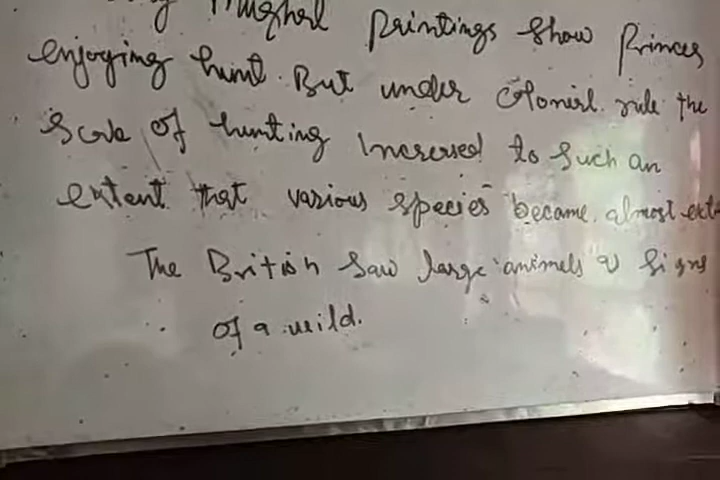 Mughal Paintings Show Princes
enjoying hunt. But under Colonial rule the
Scale of hunting Increased to Such an
extent that various species became almost ext
The British Saw large animals as Signs
of a wild.